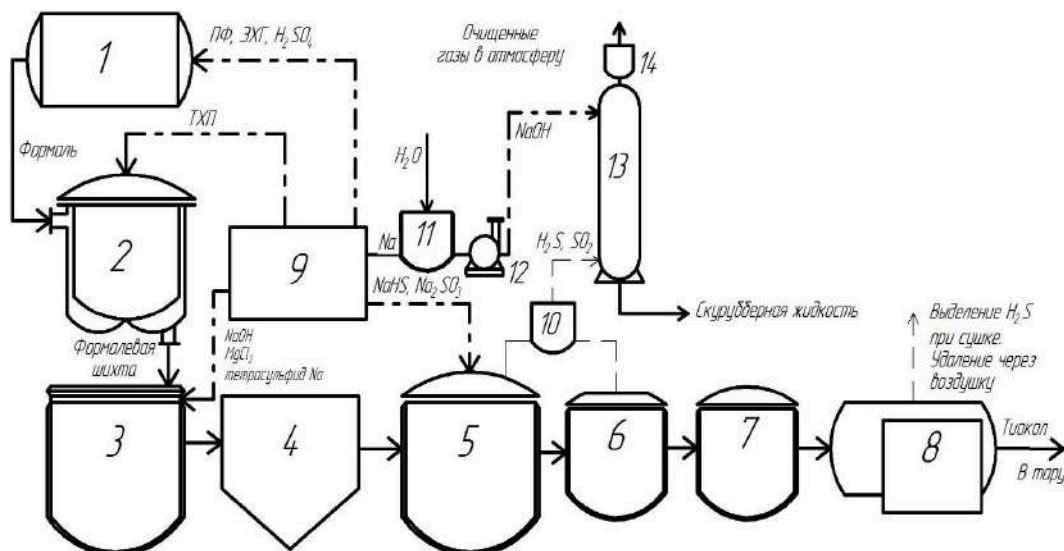 ПФ, ЭХГ, H2SO4
1
Очищенные
газы в атмосферу
14
ТХП
Формаль
H2O
NaOH
13
2
9
Na
11
12
H2S, SO2
NaHS, Na2SO3
10
Скурубберная жидкость
Выделение H2S
при сушке.
Удаление через
воздушку
Формалевая
шихта
NaOH
MgCl2
тетрасульфид Na
3
4
5
6
7
8
Тиокол
В тару